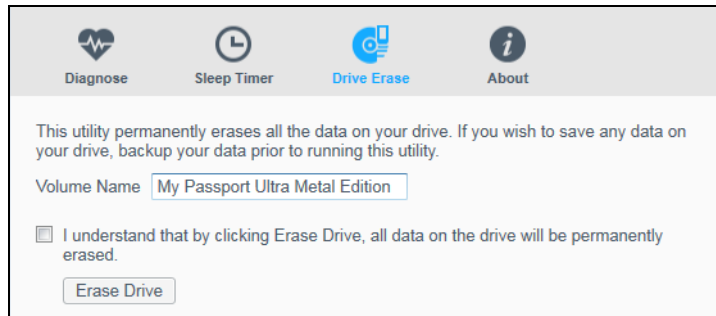 Diagnose
Sleep Timer
Drive Erase
About
This utility permanently erases all the data on your drive. If you wish to save any data on
your drive, backup your data prior to running this utility.
Volume Name My Passport Ultra Metal Edition
I understand that by clicking Erase Drive, all data on the drive will be permanently
erased.
Erase Drive